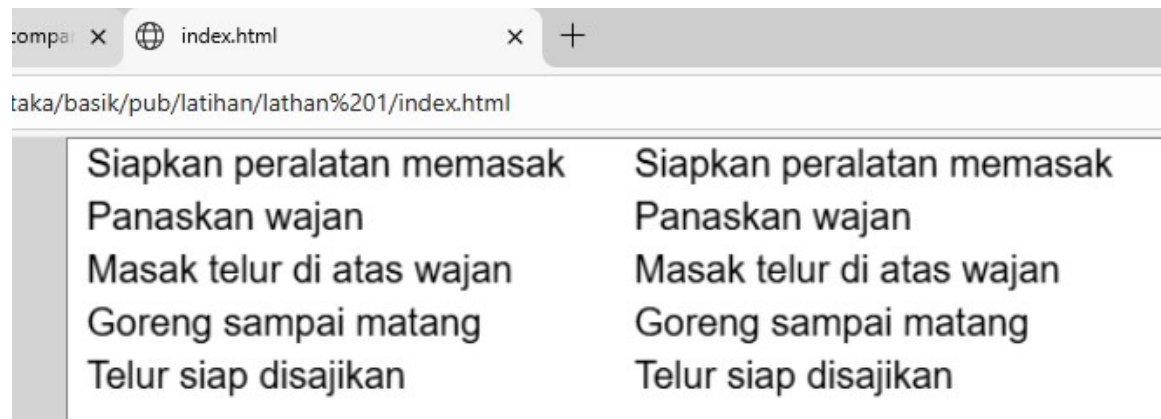 index.html
taka/basik/pub/latihan/lathan%201/index.html
Siapkan peralatan memasak
Panaskan wajan
Masak telur di atas wajan
Goreng sampai matang
Telur siap disajikan
Siapkan peralatan memasak
Panaskan wajan
Masak telur di atas wajan
Goreng sampai matang
Telur siap disajikan